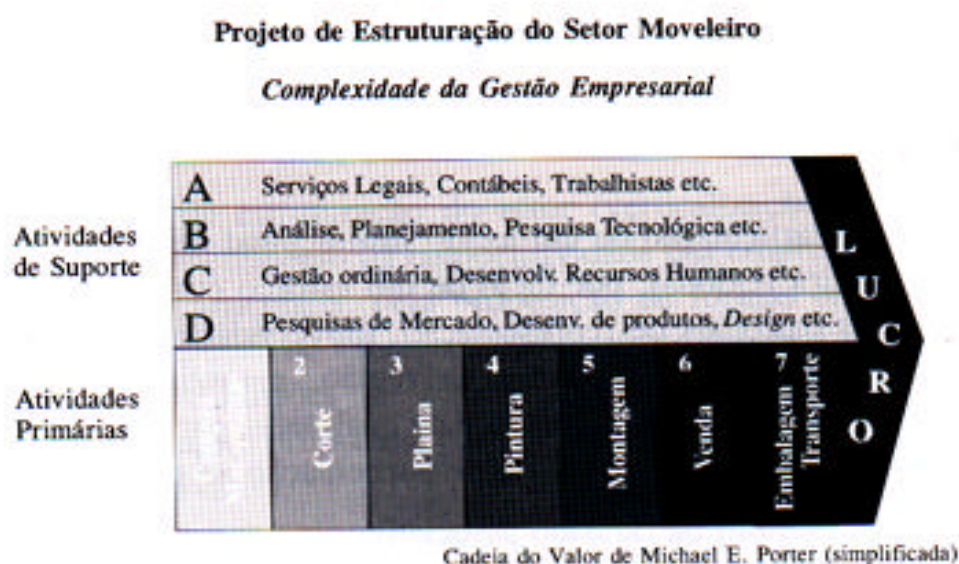 Projeto de Estruturação do Setor Moveleiro
Complexidade da Gestão Empresarial
Atividades
de Suporte
A Serviços Legais, Contábeis, Trabalhistas etc.
B Análise, Planejamento, Pesquisa Tecnológica etc.
C Gestão ordinária, Desenvolv. Recursos Humanos etc.
D Pesquisas de Mercado, Desenv. de produtos, Design etc.
LUCRO
Atividades
Primárias
2 Corte
3 Plaina
4 Pintura
5 Montagem
6 Venda
7 Embalagem
Transporte
Cadeia do Valor de Michael E. Porter (simplificada)